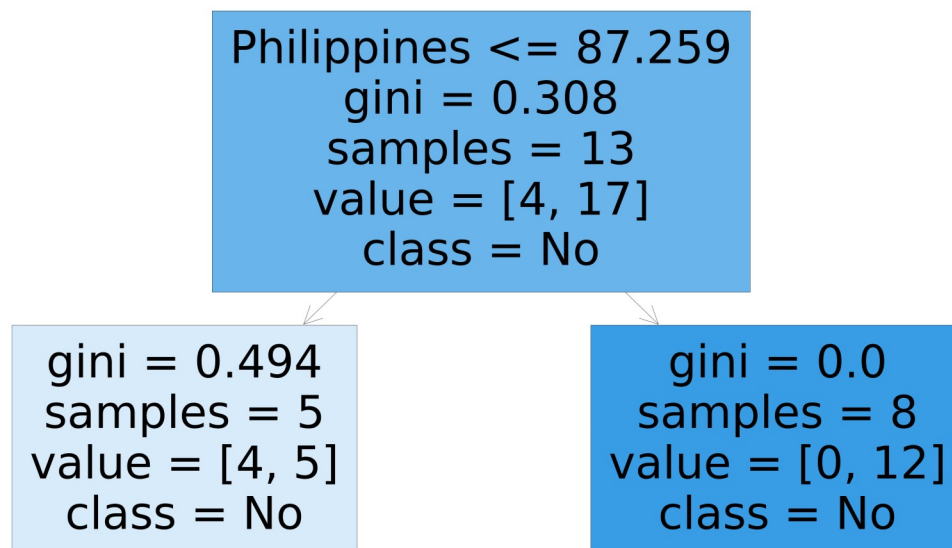 Philippines <= 87.259
gini = 0.308
samples = 13
value = [4, 17]
class = No
gini = 0.494
samples = 5
value = [4, 5]
class = No
gini = 0.0
samples = 8
value = [0, 12]
class = No